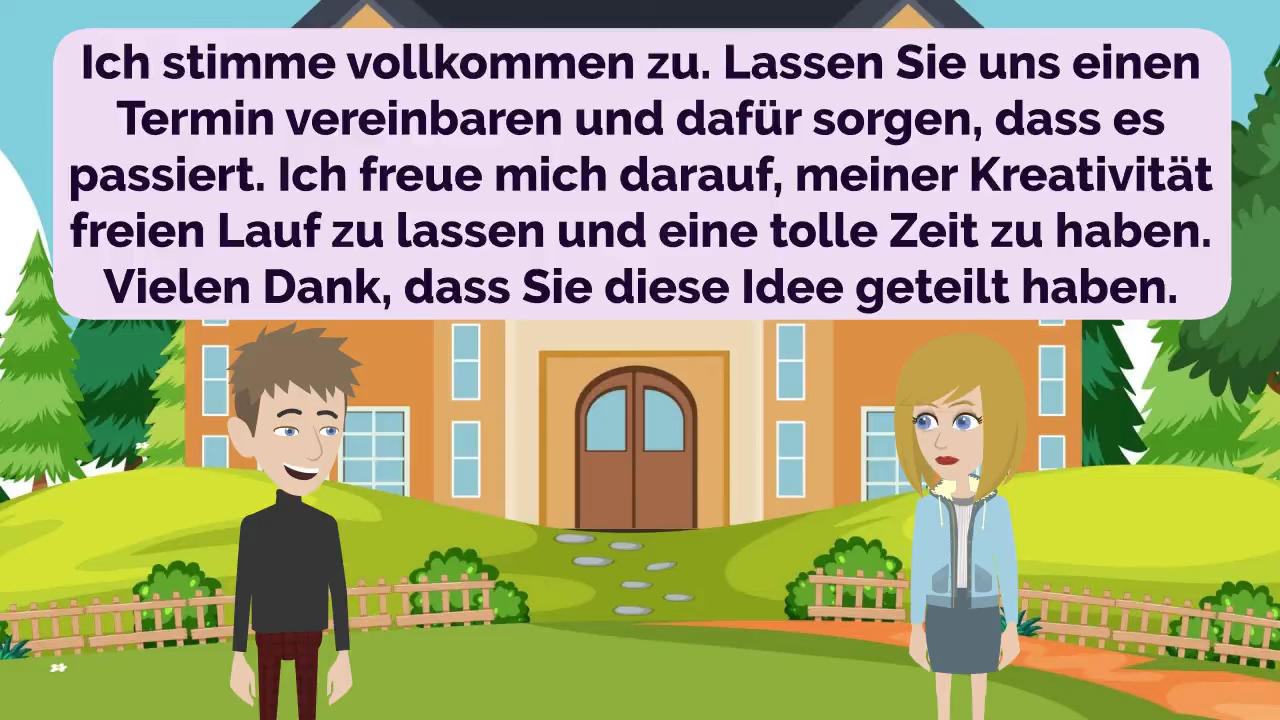 Ich stimme vollkommen zu. Lassen Sie uns einen
Termin vereinbaren und dafür sorgen, dass es
passiert. Ich freue mich darauf, meiner Kreativität
freien Lauf zu lassen und eine tolle Zeit zu haben.
Vielen Dank, dass Sie diese Idee geteilt haben.